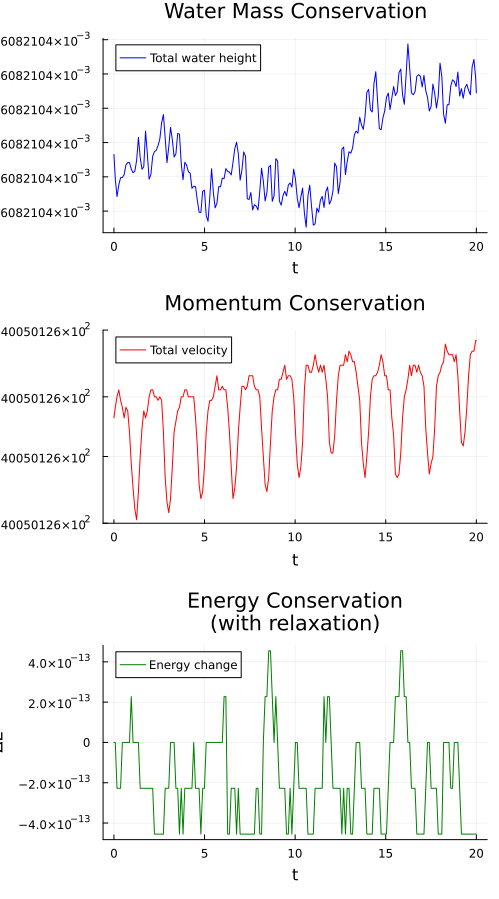 Water Mass Conservation
6082104×10⁻³
Total water height
6082104×10⁻³
6082104×10⁻³
6082104×10⁻³
6082104×10⁻³
6082104×10⁻³
0 5 10 15 20
t
Momentum Conservation
40050126×10²
Total velocity
40050126×10²
40050126×10²
40050126×10²
0 5 10 15 20
t
Energy Conservation
(with relaxation)
4.0×10⁻¹³
Energy change
2.0×10⁻¹³
0
−2.0×10⁻¹³
−4.0×10⁻¹³
0 5 10 15 20
t